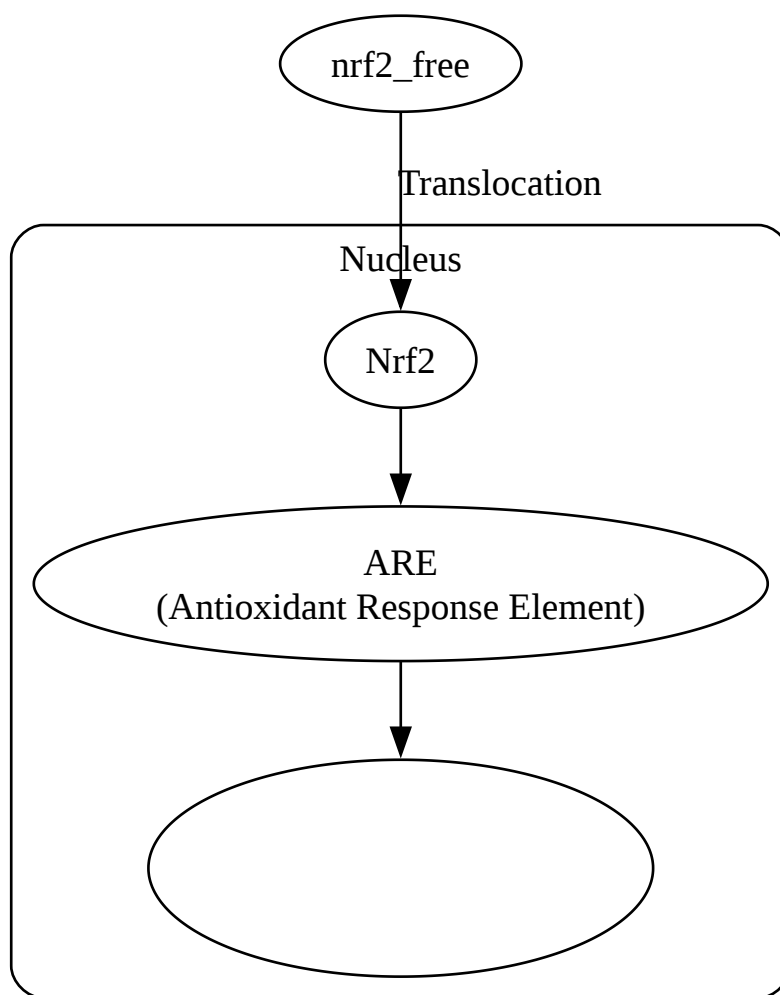 nrf2_free
Translocation
Nucleus
Nrf2
ARE
(Antioxidant Response Element)